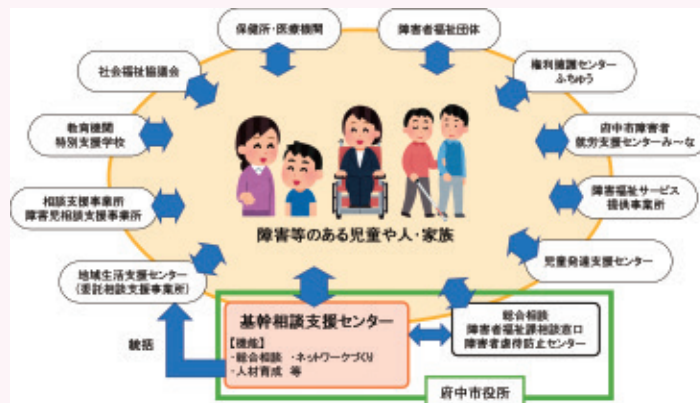 保健所・医療機関
障害者福祉団体
社会福祉協議会
権利擁護センター
ふちゅう
教育機関
特別支援学校
府中市障害者
就労支援センターみ～な
相談支援事業所
障害児相談支援事業所
障害福祉サービス
提供事業所
障害等のある児童や人・家族
地域生活支援センター
(委託相談支援事業所)
児童発達支援センター
基幹相談支援センター
【機能】
・総合相談 ・ネットワークづくり
・人材育成 等
総合相談
障害者福祉課相談窓口
障害者虐待防止センター
統括
府中市役所